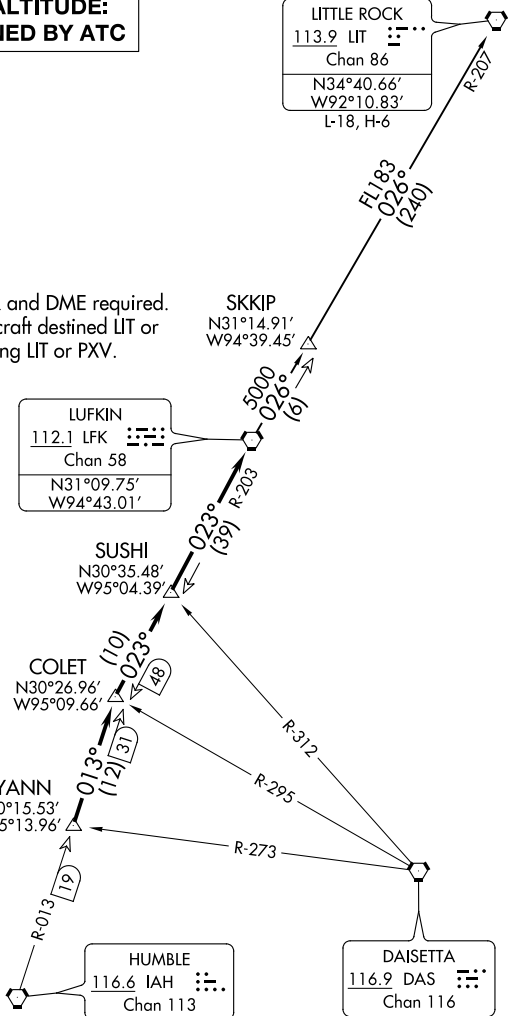 ALTITUDE:
NED BY ATC
LITTLE ROCK
113.9 LIT
Chan 86
N34°40.66'
W92°10.83'
L-18, H-6
R-207
FL183
026°
(240)
and DME required.
craft destined LIT or
ng LIT or PXV.
SKKIP
N31°14.91'
W94°39.45'
5000
026°
(6)
LUFKIN
112.1 LFK
Chan 58
N31°09.75'
W94°43.01'
R-203
023°
(39)
SUSHI
N30°35.48'
W95°04.39'
(10)
023°
48
COLET
N30°26.96'
W95°09.66'
013°
(12)
31
R-312
R-295
YANN
0°15.53'
5°13.96'
R-273
R-013
19
HUMBLE
116.6 IAH
Chan 113
DAISETTA
116.9 DAS
Chan 116